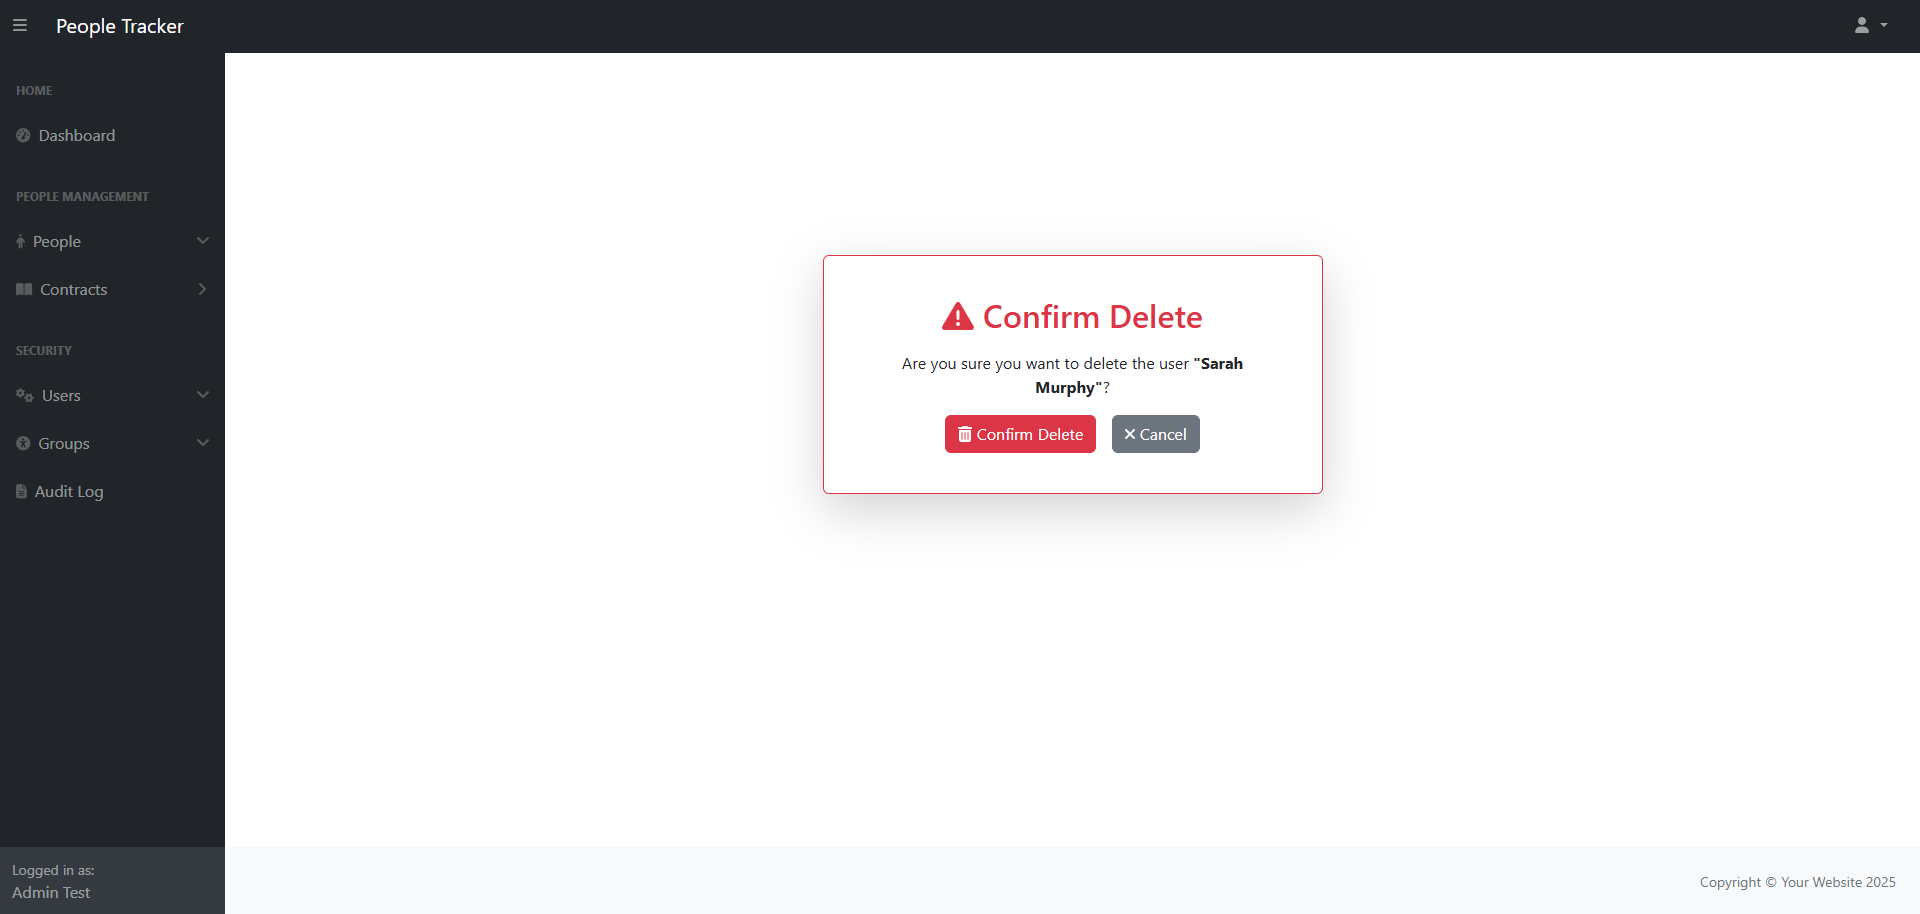 People Tracker
HOME
Dashboard
PEOPLE MANAGEMENT
People
Contracts
SECURITY
Users
Groups
Audit Log
Logged in as:
Admin Test
Confirm Delete
Are you sure you want to delete the user "Sarah
Murphy"?
Confirm Delete
Cancel
Copyright © Your Website 2025